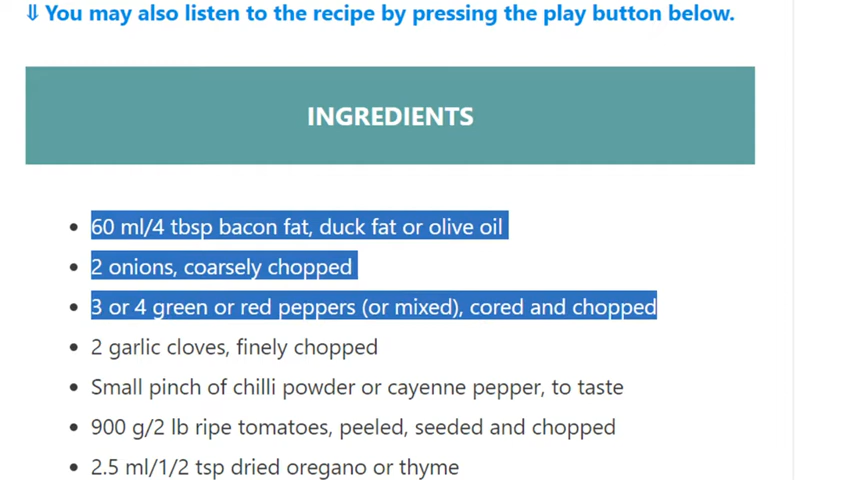 ⇓ You may also listen to the recipe by pressing the play button below.
INGREDIENTS
• 60 ml/4 tbsp bacon fat, duck fat or olive oil
• 2 onions, coarsely chopped
• 3 or 4 green or red peppers (or mixed), cored and chopped
• 2 garlic cloves, finely chopped
• Small pinch of chilli powder or cayenne pepper, to taste
• 900 g/2 lb ripe tomatoes, peeled, seeded and chopped
• 2.5 ml/1/2 tsp dried oregano or thyme